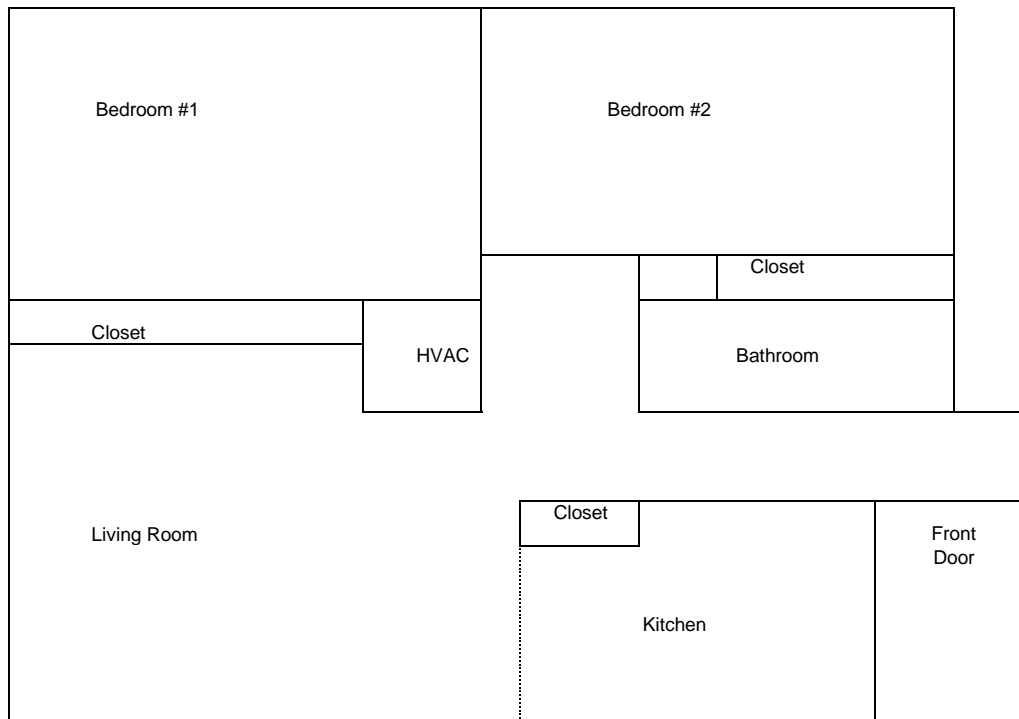 Bedroom #1
Bedroom #2
Closet
Closet
HVAC
Bathroom
Closet
Living Room
Front
Door
Kitchen